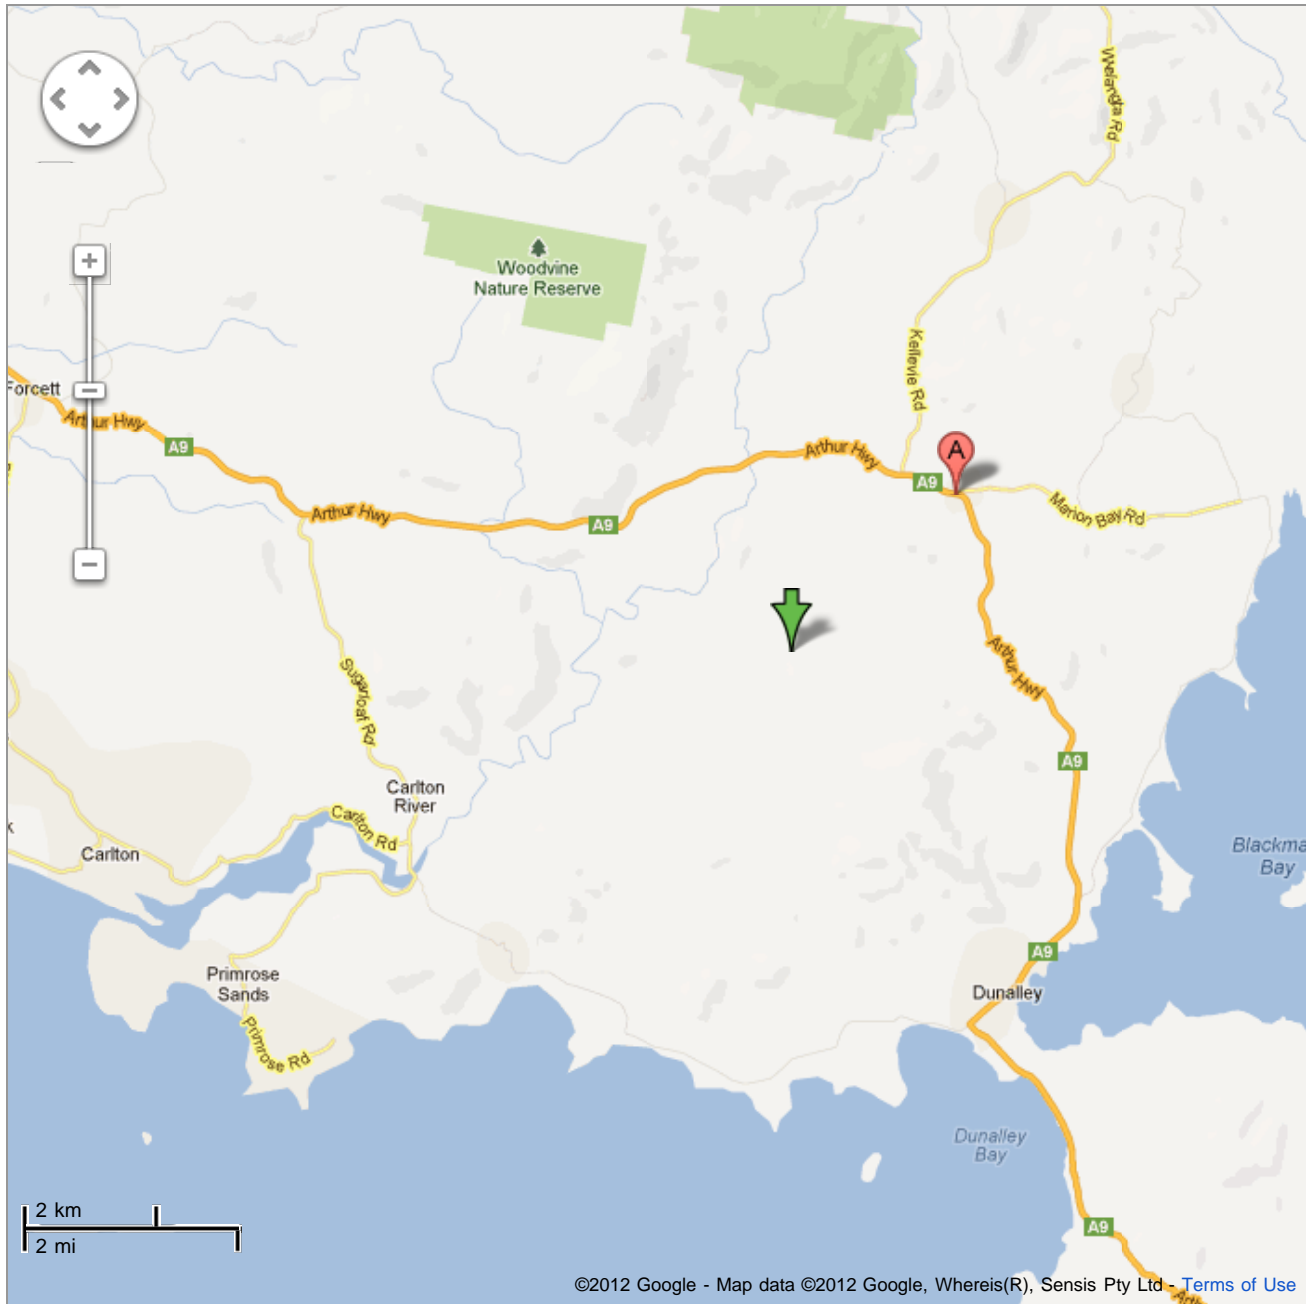 Wielangta Rd
Woodvine
Nature Reserve
Kellevie Rd
Forcett
Arthur Hwy
A9
Arthur Hwy
A
A9
Arthur Hwy
A9
Marion Bay Rd
Arthur Hwy
Sugarloaf Rd
A9
Carlton
River
Carlton Rd
k
Carlton
Blackma
Bay
A9
Primrose
Sands
Dunalley
Primrose Rd
Dunalley
Bay
2 km
2 mi
A9
©2012 Google - Map data ©2012 Google, Whereis(R), Sensis Pty Ltd - Terms of Use
Arth